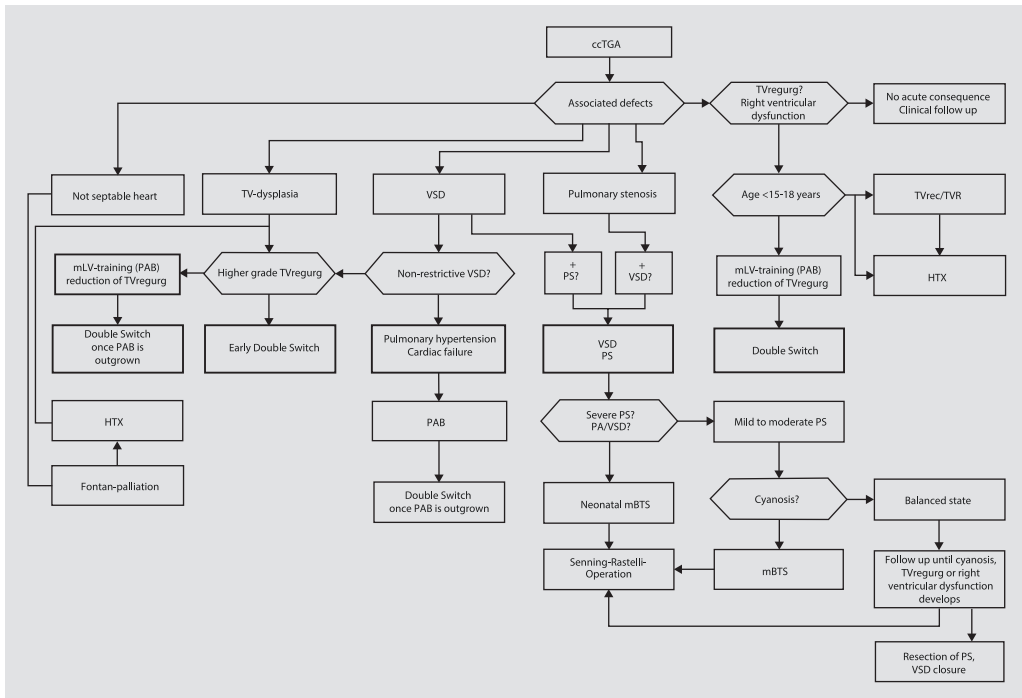 ccTGA
Associated defects
TVregurg?
Right ventricular
dysfunction
No acute consequence
Clinical follow up
Not septable heart
TV-dysplasia
VSD
Pulmonary stenosis
Age <15-18 years
TVrec/TVR
mLV-training (PAB)
reduction of TVregurg
Higher grade TVregurg
Non-restrictive VSD?
+
PS?
+
VSD?
mLV-training (PAB)
reduction of TVregurg
HTX
Double Switch
once PAB is
outgrown
Early Double Switch
Pulmonary hypertension
Cardiac failure
VSD
PS
Double Switch
HTX
PAB
Severe PS?
PA/VSD?
Mild to moderate PS
Fontan-palliation
Double Switch
once PAB is outgrown
Neonatal mBTS
Cyanosis?
Balanced state
Senning-Rastelli-
Operation
mBTS
Follow up until cyanosis,
TVregurg or right
ventricular dysfunction
develops
Resection of PS,
VSD closure